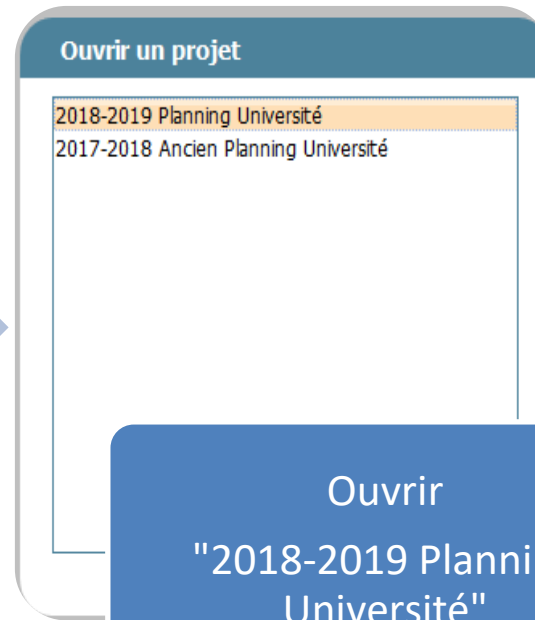 Ouvrir un projet
2018-2019 Planning Université
2017-2018 Ancien Planning Université
Ouvrir
"2018-2019 Planni
Université"